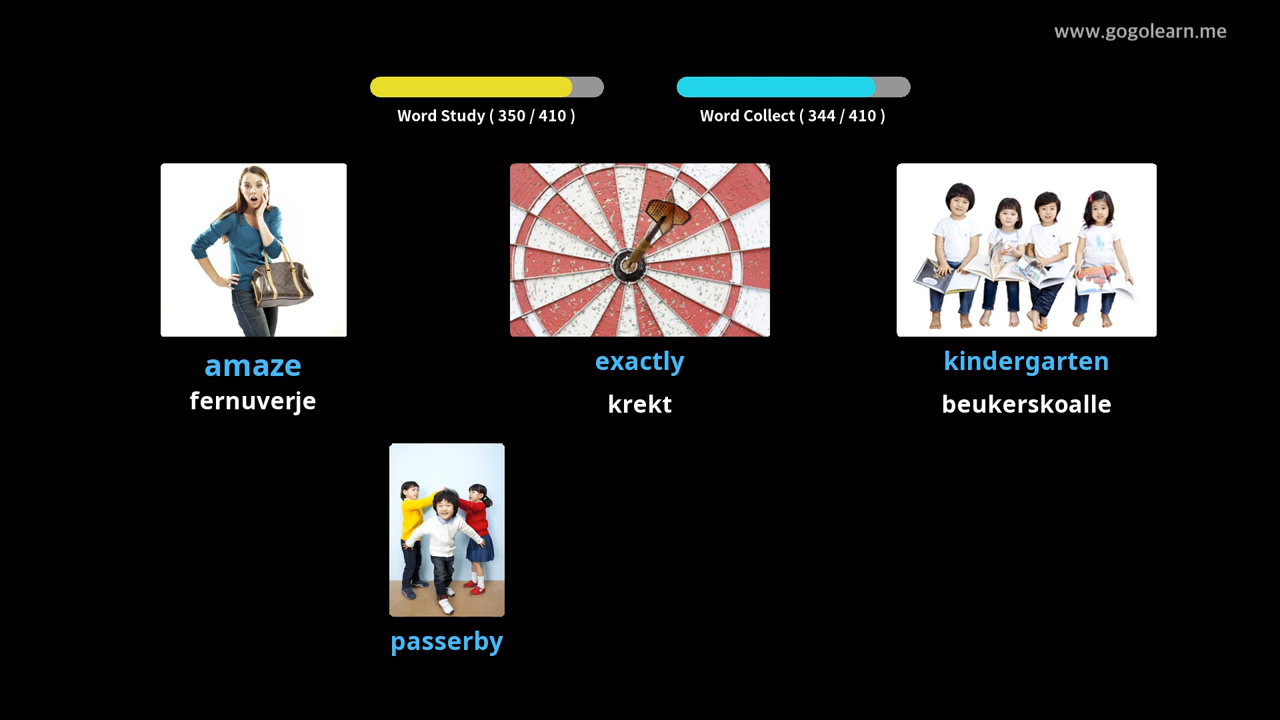 www.gogolearn.me
Word Study ( 350 / 410 )
Word Collect ( 344 / 410 )
amaze
fernuverje
exactly
krekt
kindergarten
beukerskoalle
passerby